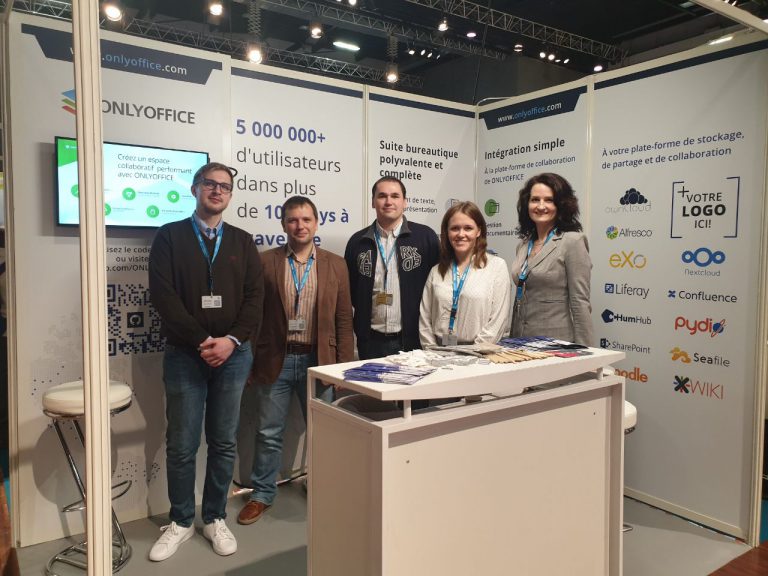 www.onlyoffice.com
ONLYOFFICE
Créez un espace
collaboratif performant
avec ONLYOFFICE
5 000 000+
d'utilisateurs
dans plus
de
à
Suite bureautique
polyvalente et
complète
de texte,
www.onlyoffice.com
Intégration simple
À la plate-forme de collaboration
de ONLYOFFICE
À votre plate-forme de stockage,
de partage et de collaboration
ownCloud
+VOTRE
LOGO
ICI!
Alfresco
eXo
nextcloud
Liferay
Confluence
HumHub
pydio
SharePoint
Seafile
XWIKI